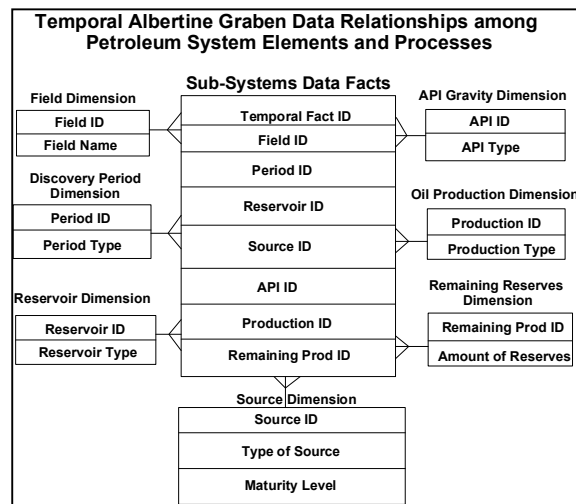 Temporal Albertine Graben Data Relationships among
Petroleum System Elements and Processes
Sub-Systems Data Facts
Temporal Fact ID
Field ID
Period ID
Reservoir ID
Source ID
API ID
Production ID
Remaining Prod ID
Field Dimension
Field ID
Field Name
Discovery Period
Dimension
Period ID
Period Type
Reservoir Dimension
Reservoir ID
Reservoir Type
API Gravity Dimension
API ID
API Type
Oil Production Dimension
Production ID
Production Type
Remaining Reserves
Dimension
Remaining Prod ID
Amount of Reserves
Source Dimension
Source ID
Type of Source
Maturity Level